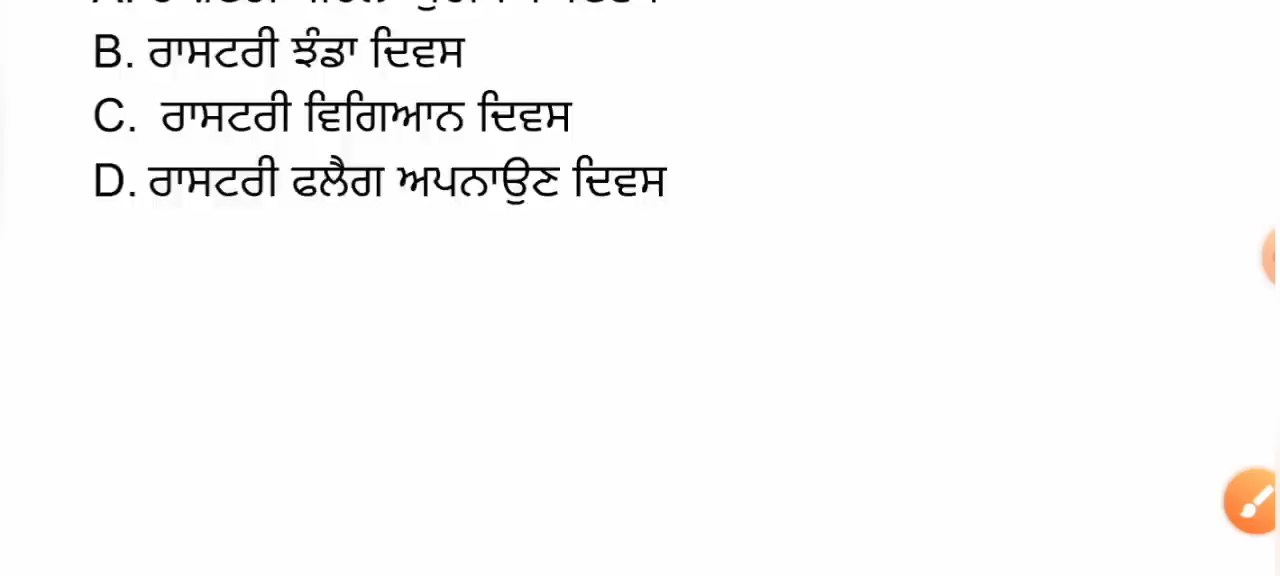 B. ਰਾਸਟਰੀ ਝੰਡਾ ਦਿਵਸ
C. ਰਾਸਟਰੀ ਵਿਗਿਆਨ ਦਿਵਸ
D. ਰਾਸਟਰੀ ਫਲੈਗ ਅਪਨਾਉਣ ਦਿਵਸ